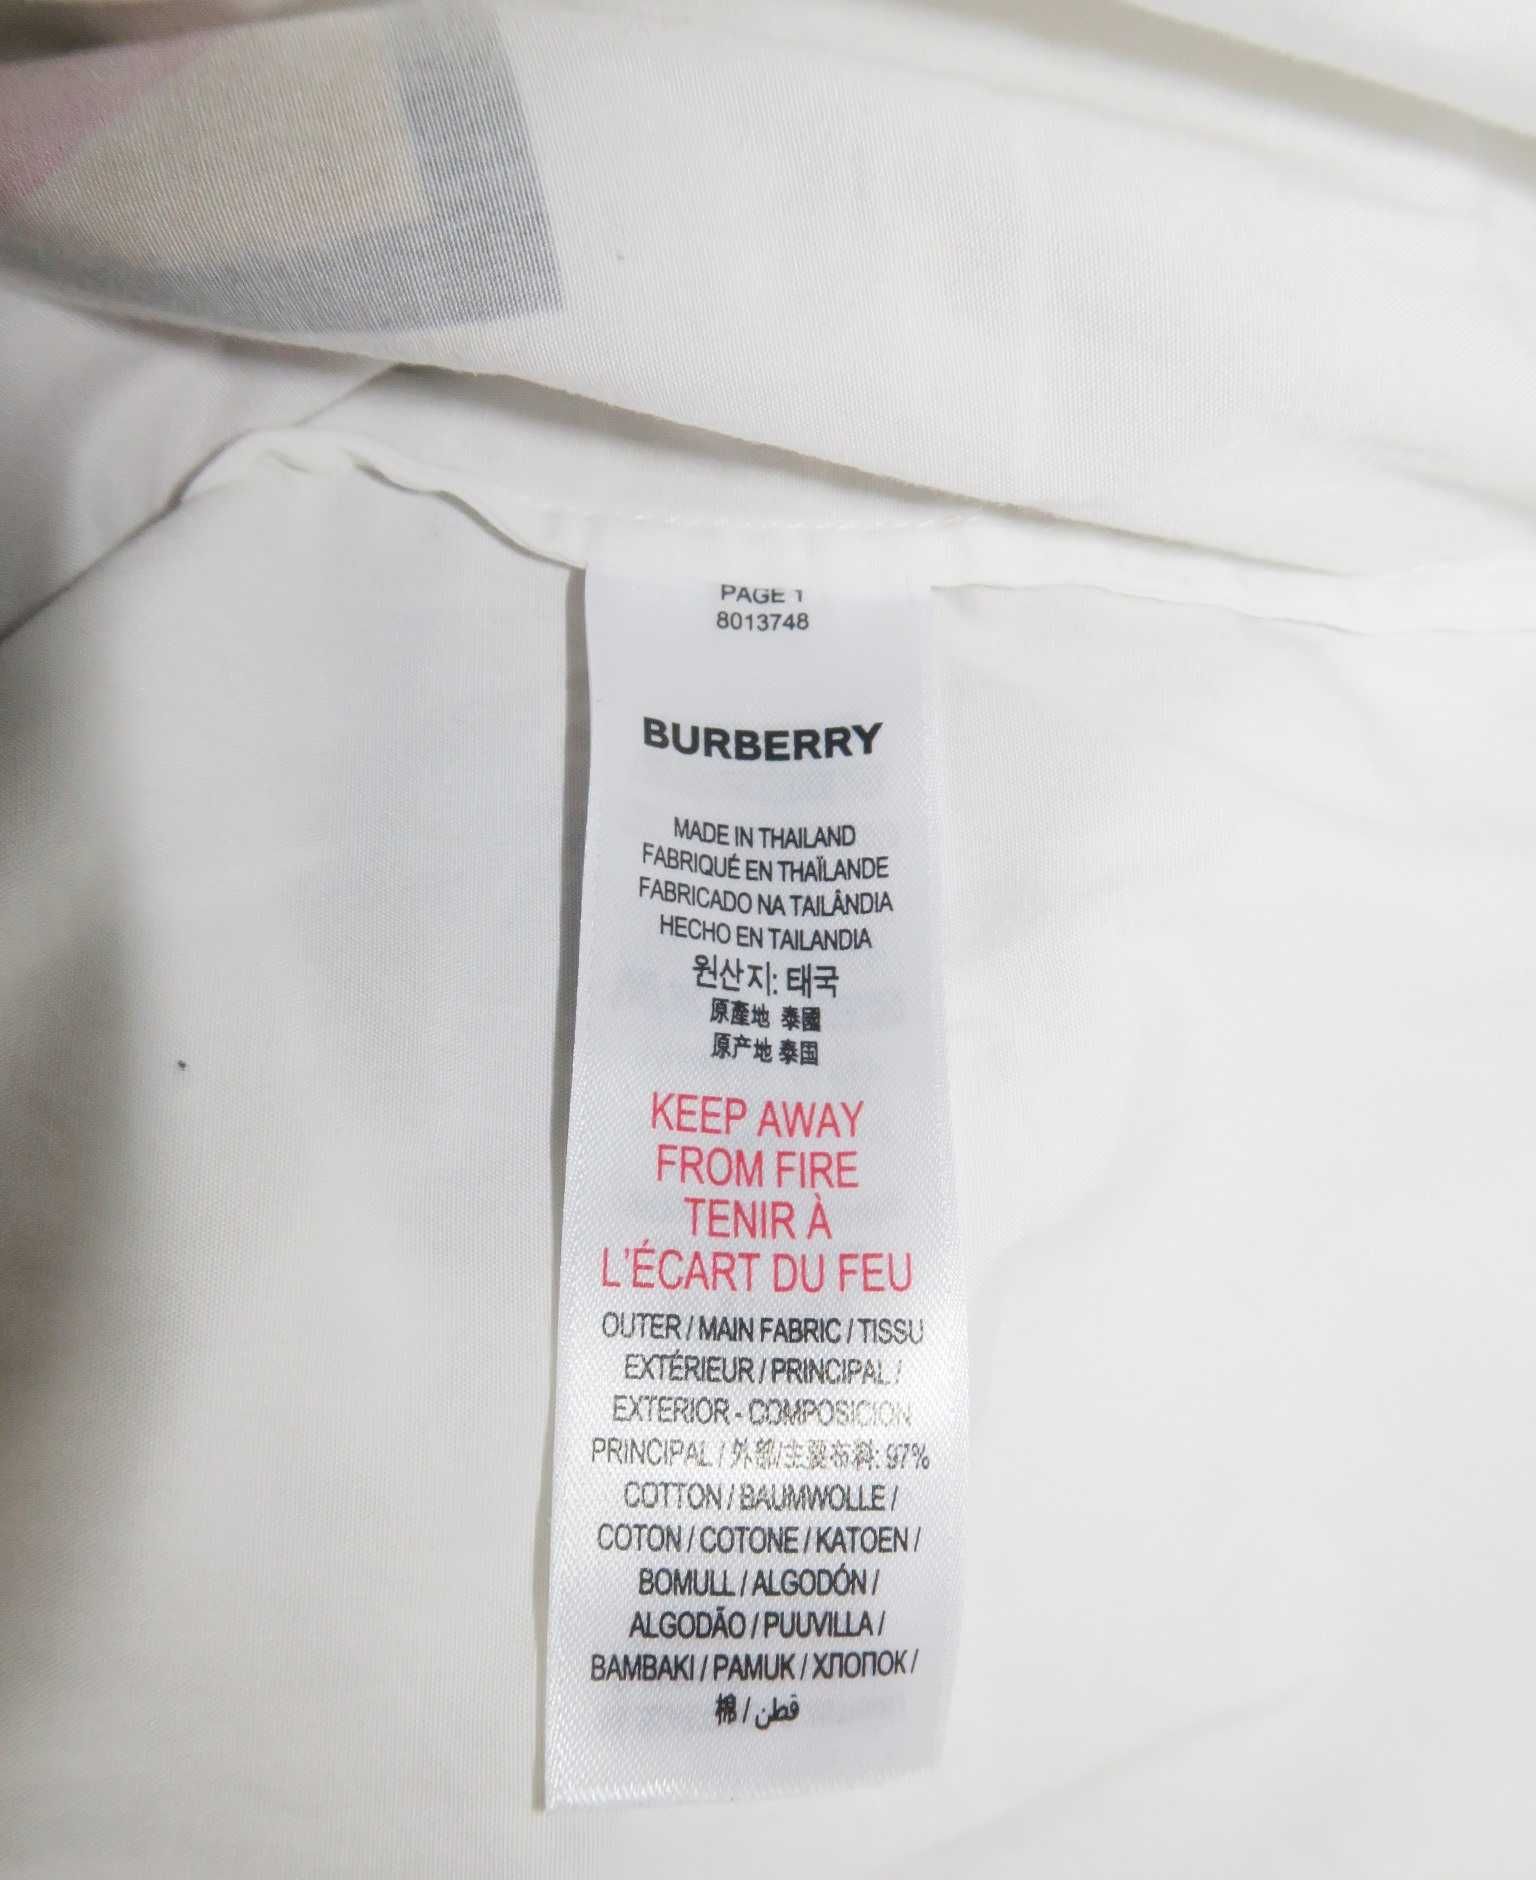 PAGE 1
8013748
BURBERRY
MADE IN THAILAND
FABRIQUÉ EN THAÏLANDE
FABRICADO NA TAILÂNDIA
HECHO EN TAILANDIA
원산지: 태국
原產地 泰國
原产地 泰国
KEEP AWAY
FROM FIRE
TENIR À
L'ÉCART DU FEU
OUTER / MAIN FABRIC / TISSU
EXTÉRIEUR / PRINCIPAL /
EXTERIOR - COMPOSICION
PRINCIPAL / 外部/主要布料: 97%
COTTON / BAUMWOLLE /
COTON / COTONE / KATOEN /
BOMULL / ALGODÓN /
ALGODÃO / PUUVILLA /
BAMBAKI / PAMUK / ХЛОПОК /
棉 / قطن